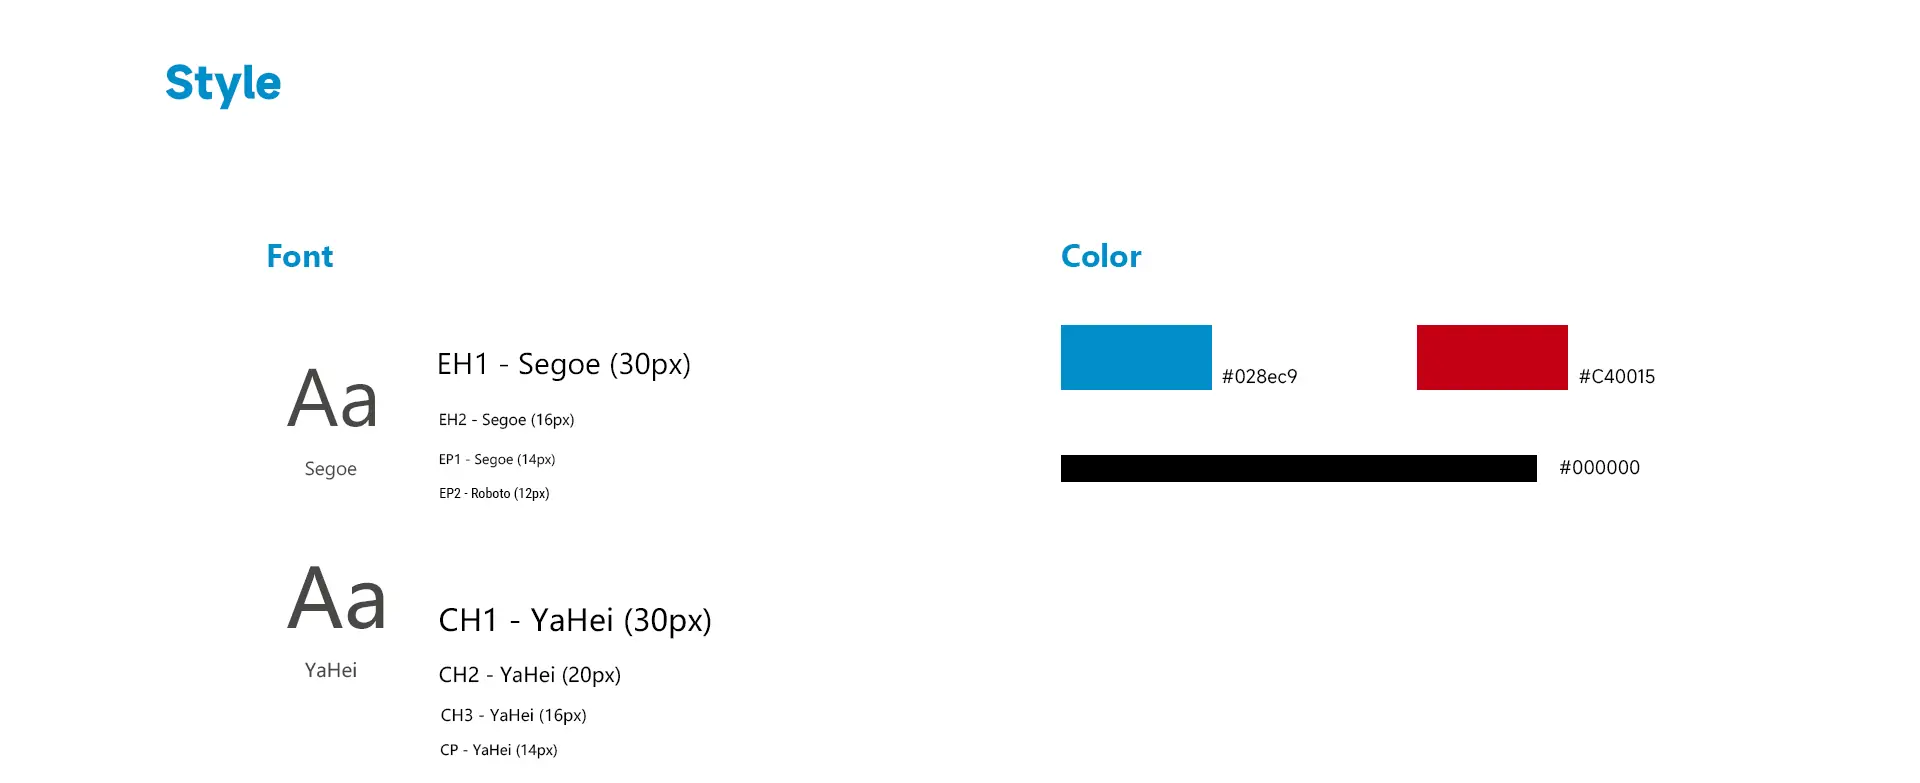 Style
Font
Aa
Segoe
EH1 - Segoe (30px)
EH2 - Segoe (16px)
EP1 - Segoe (14px)
EP2 - Roboto (12px)
Aa
YaHei
CH1 - YaHei (30px)
CH2 - YaHei (20px)
CH3 - YaHei (16px)
CP - YaHei (14px)
Color
#028ec9
#C40015
#000000